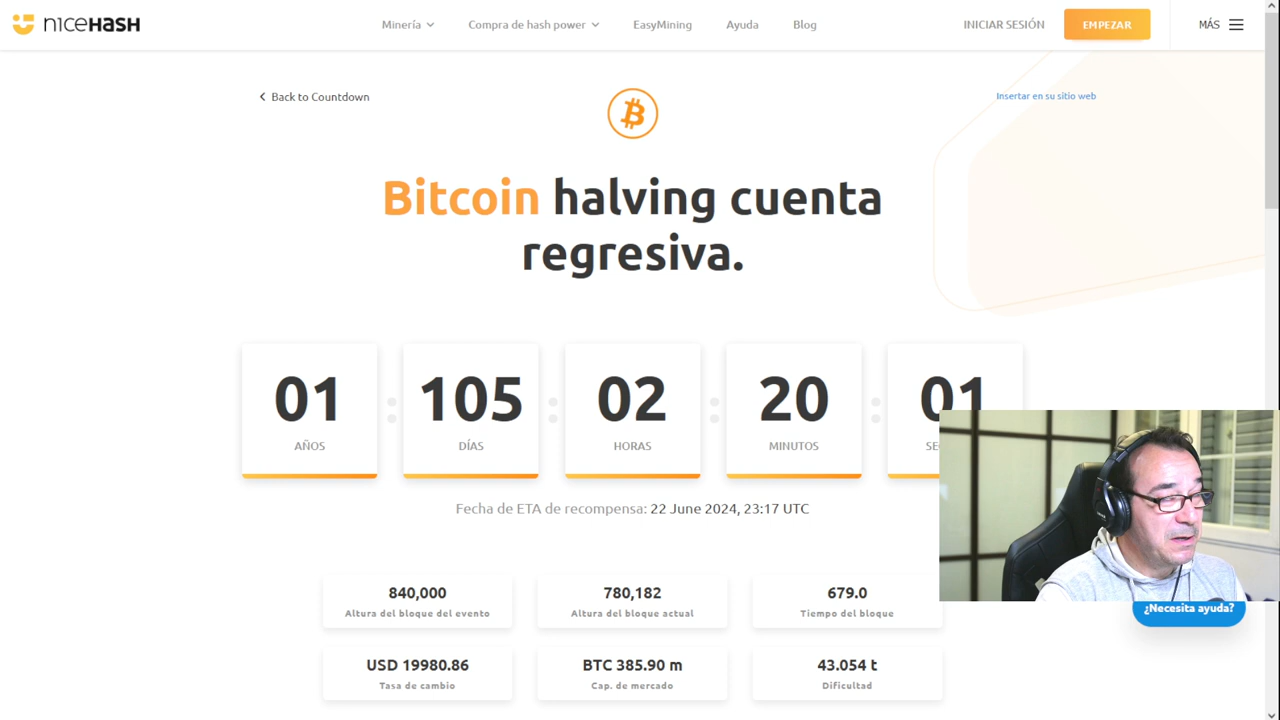 niceHASH
Minería
Compra de hash power
EasyMining
Ayuda
Blog
INICIAR SESIÓN
EMPEZAR
MÁS
Back to Countdown
Insertar en su sitio web
Bitcoin halving cuenta
regresiva.
01 : 105 : 02 : 20 : 01
AÑOS DÍAS HORAS MINUTOS SE
Fecha de ETA de recompensa: 22 June 2024, 23:17 UTC
840,000
Altura del bloque del evento
780,182
Altura del bloque actual
679.0
Tiempo del bloque
USD 19980.86
Tasa de cambio
BTC 385.90 m
Cap. de mercado
43.054 t
Dificultad
¿Necesita ayuda?